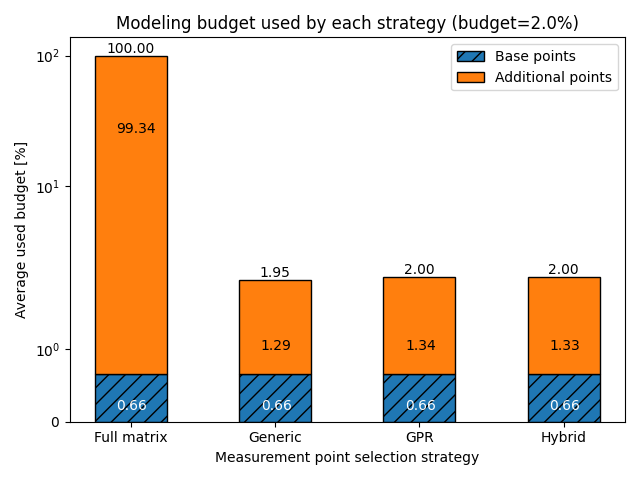 Modeling budget used by each strategy (budget=2.0%)
Base points
Additional points
Average used budget [%]
10²
10¹
10⁰
0
100.00
99.34
0.66
1.95
1.29
0.66
2.00
1.34
0.66
2.00
1.33
0.66
Full matrix
Generic
GPR
Hybrid
Measurement point selection strategy